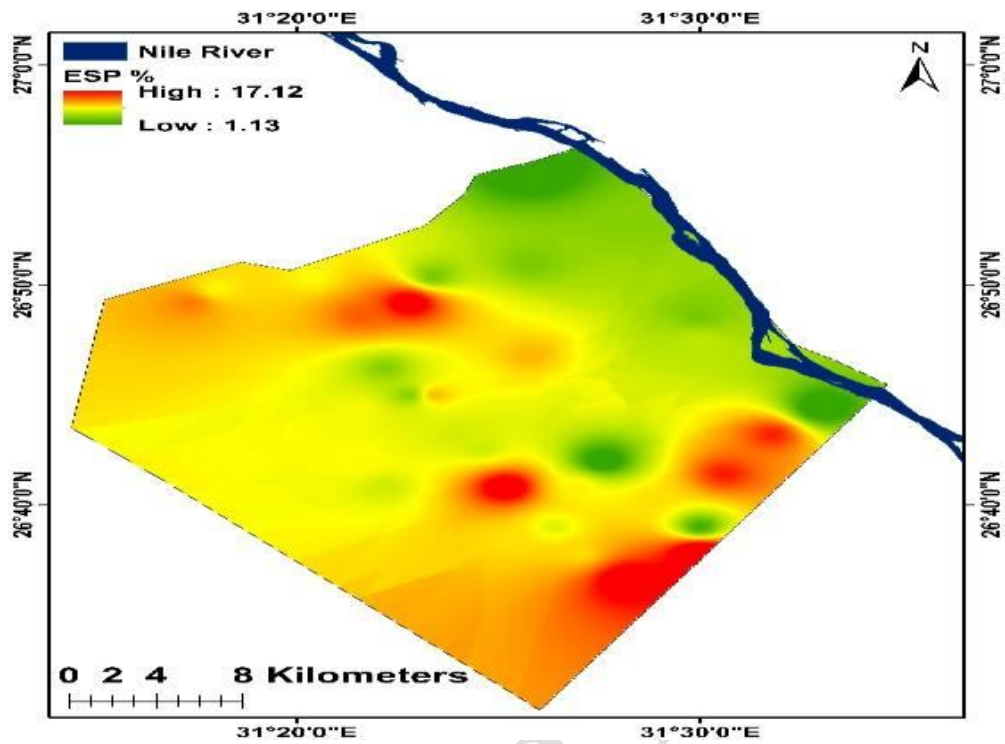 31°20'0"E 31°30'0"E
N
Nile River
ESP %
High : 17.12
Low : 1.13
27°0'0"N 27°0'0"N
26°50'0"N 26°50'0"N
26°40'0"N 26°40'0"N
0 2 4 8 Kilometers
31°20'0"E 31°30'0"E